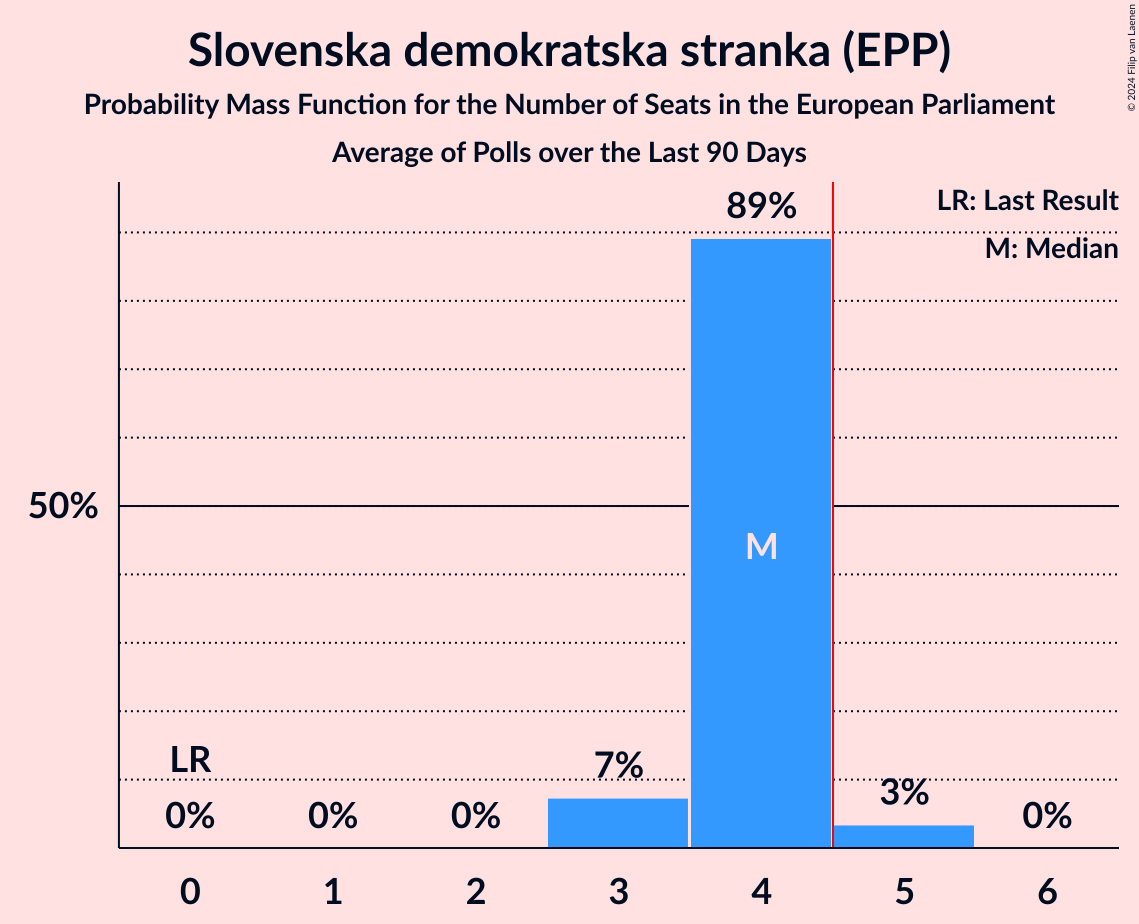 Slovenska demokratska stranka (EPP)
Probability Mass Function for the Number of Seats in the European Parliament
Average of Polls over the Last 90 Days
© 2024 Filip van Laenen
LR: Last Result
M: Median
89%
50%
M
LR
7%
3%
0% 0% 0% 0%
0 1 2 3 4 5 6